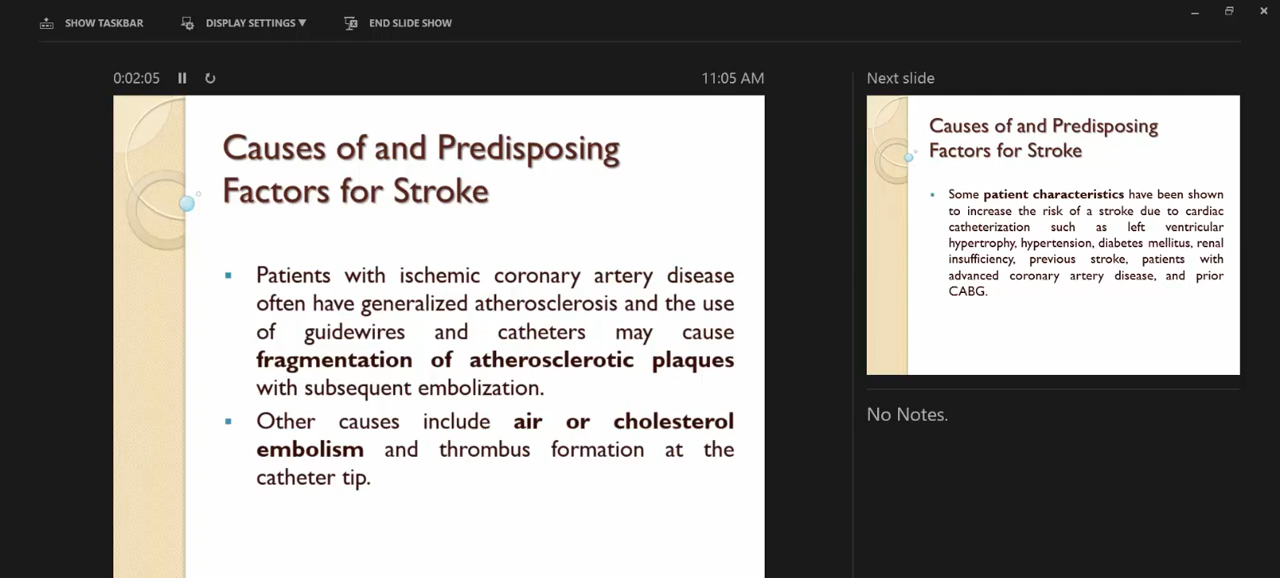 SHOW TASKBAR
DISPLAY SETTINGS ▼
END SLIDE SHOW
0:02:05
11:05 AM
Causes of and Predisposing
Factors for Stroke
▪ Patients with ischemic coronary artery disease
often have generalized atherosclerosis and the use
of guidewires and catheters may cause
fragmentation of atherosclerotic plaques
with subsequent embolization.
▪ Other causes include air or cholesterol
embolism and thrombus formation at the
catheter tip.
Next slide
Causes of and Predisposing
Factors for Stroke
▪ Some patient characteristics have been shown
to increase the risk of a stroke due to cardiac
catheterization such as left ventricular
hypertrophy, hypertension, diabetes mellitus, renal
insufficiency, previous stroke, patients with
advanced coronary artery disease, and prior
CABG.
No Notes.